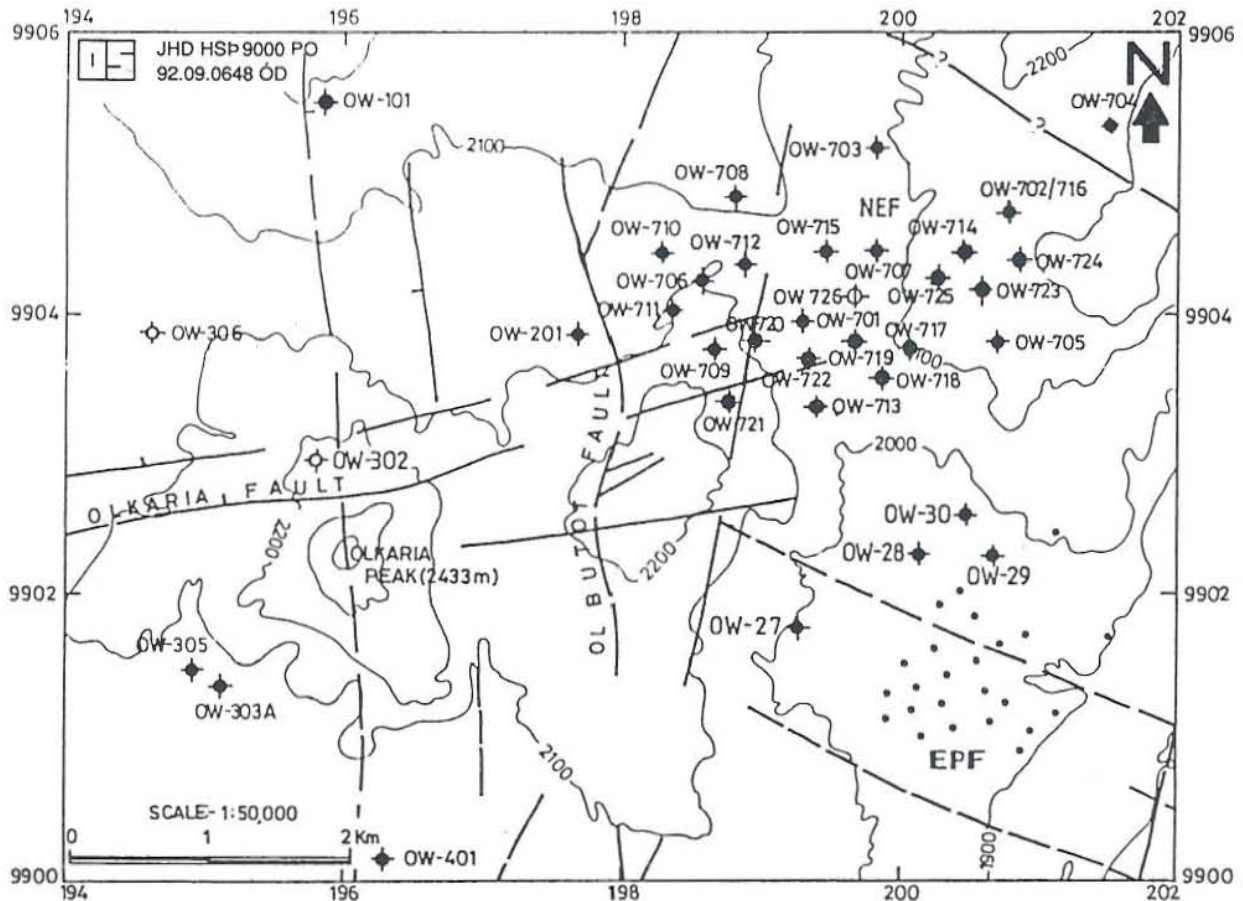 194 196 198 200 202
9906 9906
JHD HSÞ 9000 PO
92.09.0648 ÓD
N
2200
OW-101
OW-704
2100
OW-703
OW-708
OW-702/716
NEF
OW-710 OW-712 OW-715 OW-714
OW-724
OW-706 OW-707
OW-726 OW-725 OW-723
9904 OW-711 9904
OW-306 OW-201 OW-720 OW-701 OW-717 OW-705
OW-709 OW-719
OW-722 OW-718
OW-721 OW-713
2000
OW-302
OLKARIA FAULT
OLBUTOT FAULT
OW-30
2200
2200
OLKARIA
PEAK (2433m)
OW-28 OW-29
9902 9902
OW-27
OW-305
OW-303A
2100
EPF
SCALE- 1:50,000
0 1 2 Km
OW-401
1900
9900 9900
194 196 198 200 202